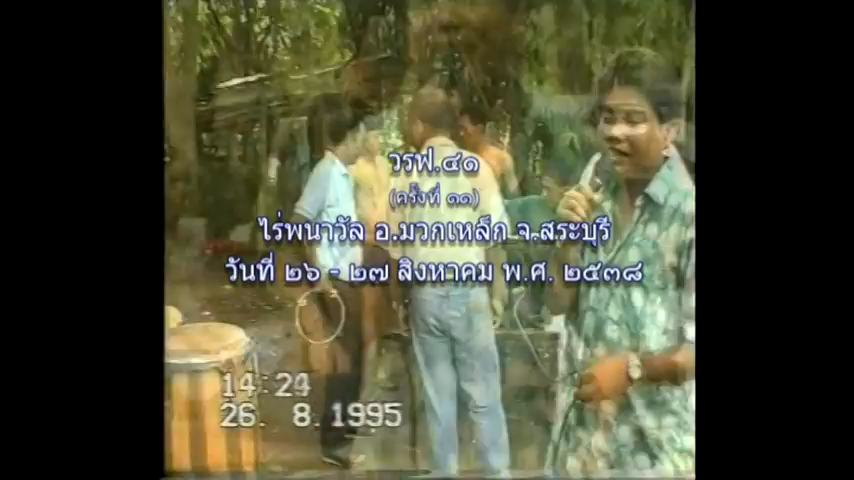 วรฟ.๔๑
(ครั้งที่ ๓๓)
ไร่พนาวัล อ.มวกเหล็ก จ.สระบุรี
วันที่ ๒๖ - ๒๗ สิงหาคม พ.ศ. ๒๕๓๘
14:24
26. 8.1995